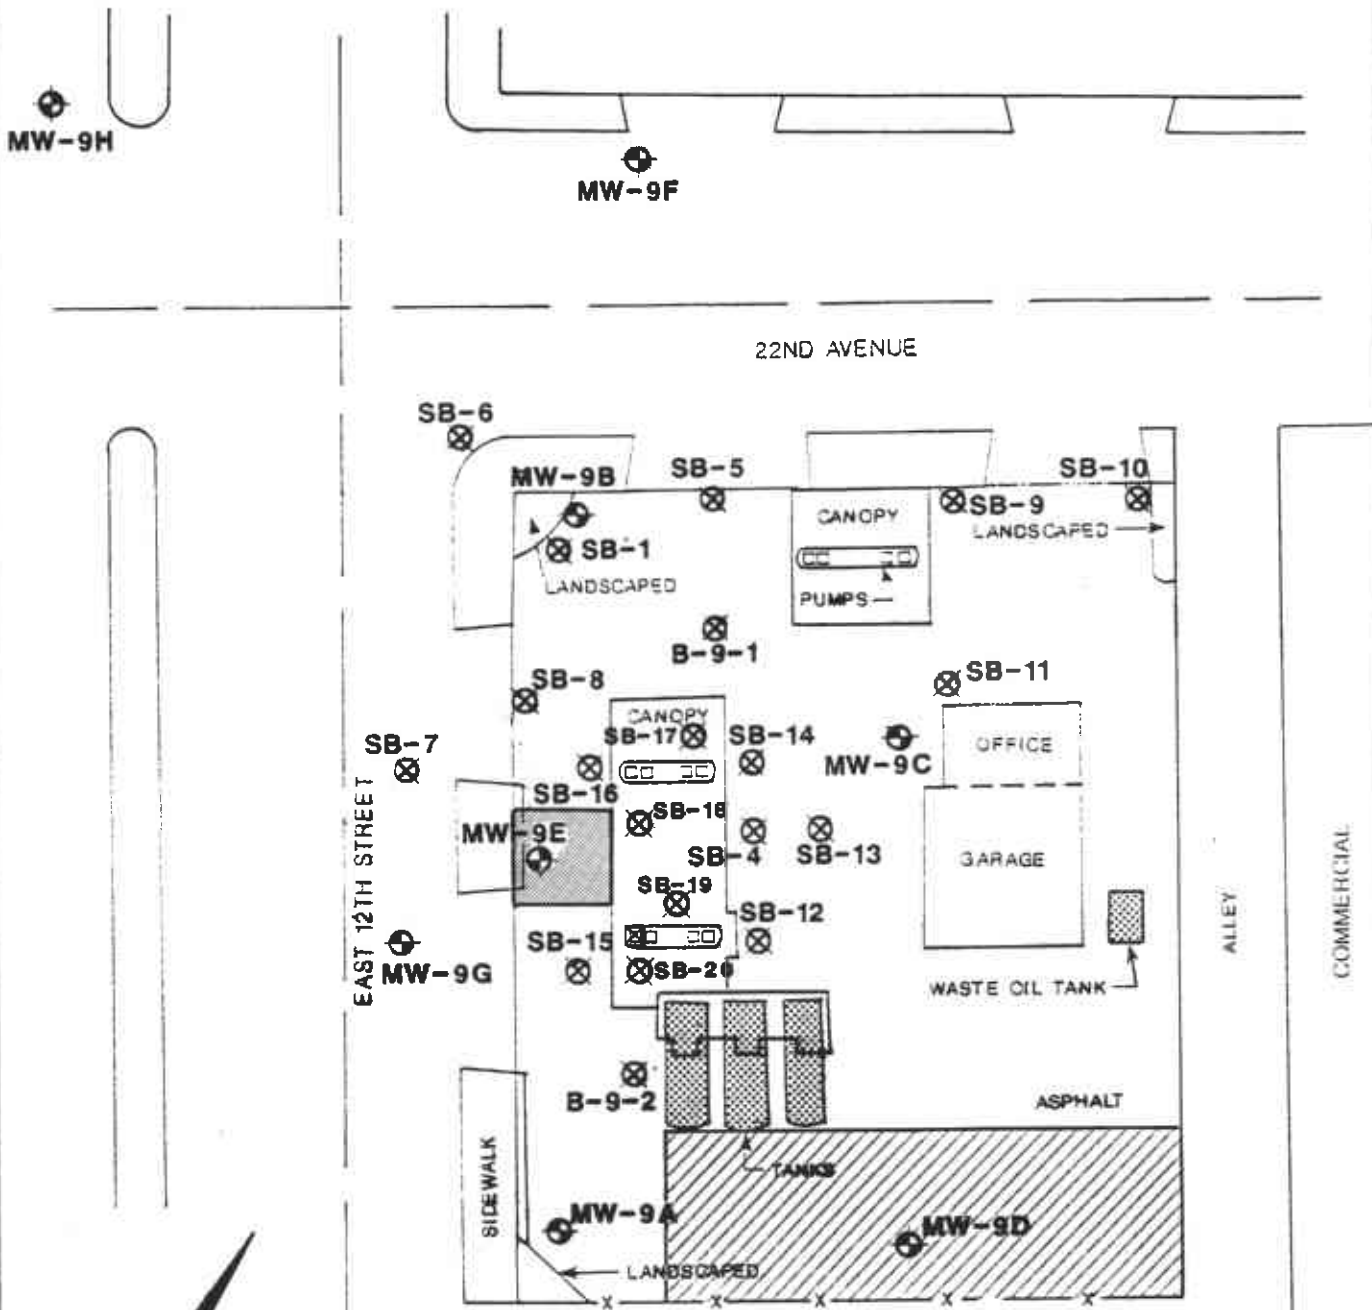 MW-9H
MW-9F
22ND AVENUE
SB-6
MW-9B
SB-5
SB-10
SB-9
CANOPY
LANDSCAPED
SB-1
LANDSCAPED
PUMPS
B-9-1
SB-8
SB-11
CANOPY
SB-17
SB-14
MW-9C
OFFICE
SB-7
SB-16
SB-18
MW-9E
SB-4
SB-13
GARAGE
EAST 12TH STREET
SB-19
SB-12
SB-15
MW-9G
SB-20
WASTE OIL TANK
ALLEY
COMMERCIAL
B-9-2
ASPHALT
TANKS
SIDEWALK
MW-9A
MW-9D
LANDSCAPED